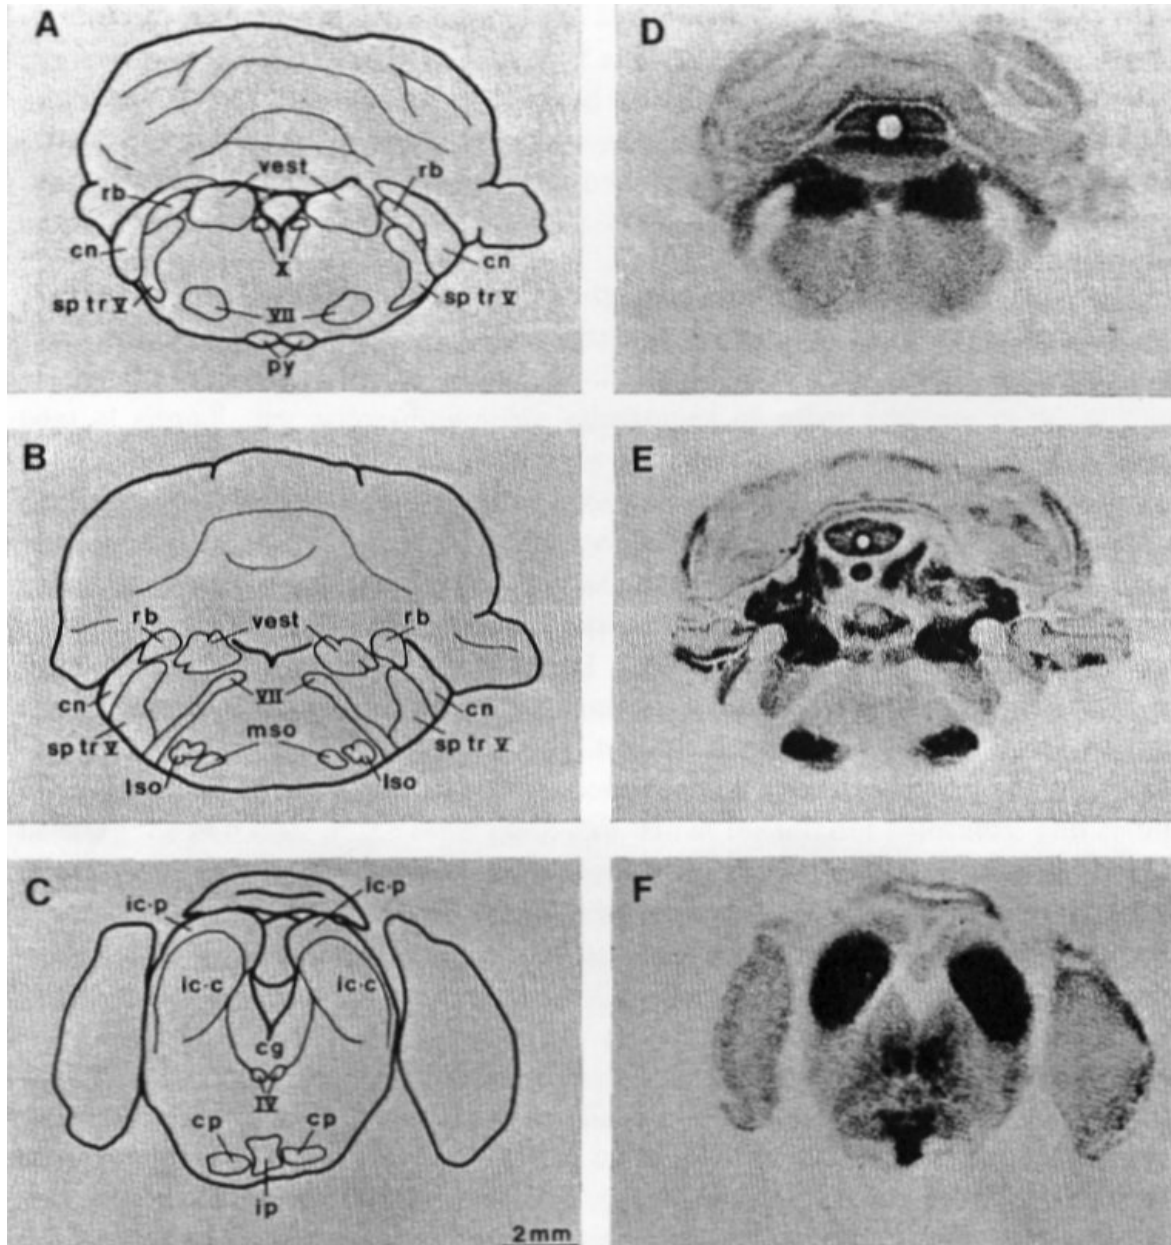 A
vest
rb
rb
cn
cn
X
sp tr V
sp tr V
VII
py
D
B
rb
vest
rb
cn
VII
cn
sp tr V
mso
sp tr V
lso
lso
E
C
ic-p
ic-p
ic-c
ic-c
cg
IV
cp
cp
ip
2mm
F